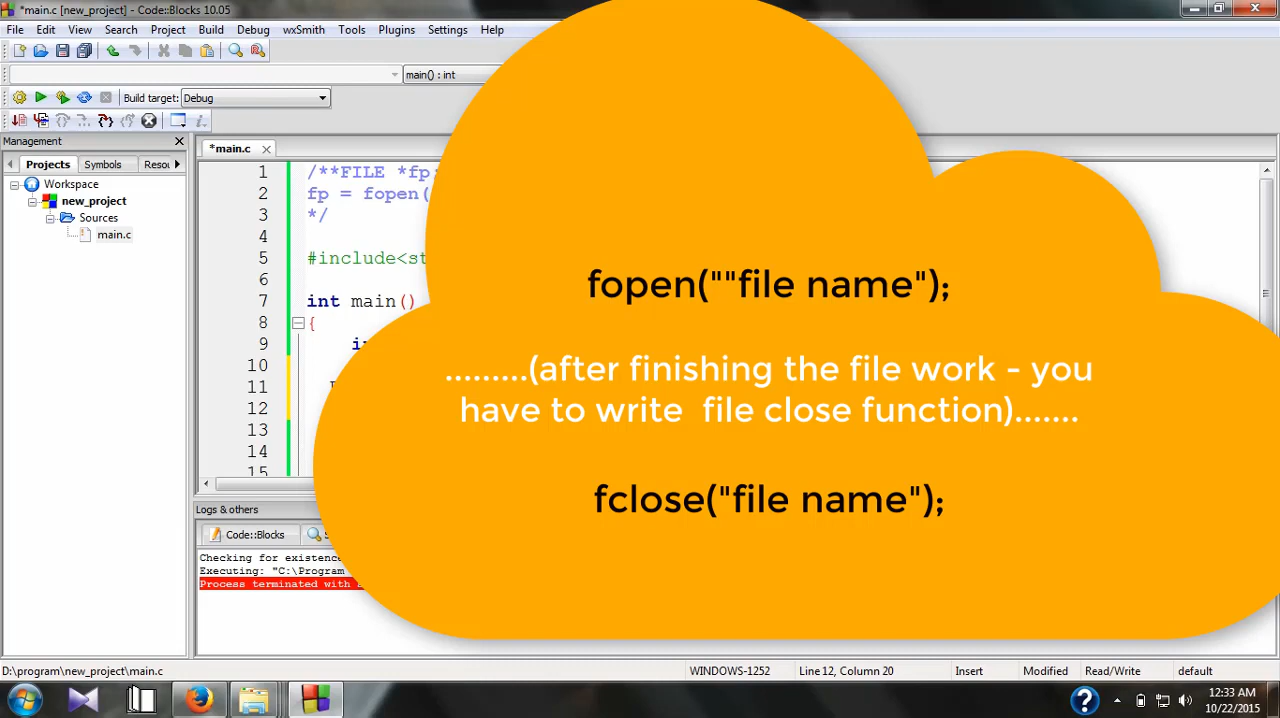 *main.c [new_project] - Code::Blocks 10.05
File Edit View Search Project Build Debug wxSmith Tools Plugins Settings Help
main() : int
Build target: Debug
Management
Projects Symbols Resou
*main.c
Workspace
new_project
Sources
main.c
1 /**FILE *fp
2 fp = fopen(
3 */
4
5 #include<st
6
7 int main()
8 {
9
10
11
12
13
14
15
fopen(""file name");
.........(after finishing the file work - you
have to write file close function).......
fclose("file name");
Logs & others
Code::Blocks
Checking for existence
Executing: "C:\Program
Process terminated with
D:\program\new_project\main.c WINDOWS-1252 Line 12, Column 20 Insert Modified Read/Write default
12:33 AM
10/22/2015